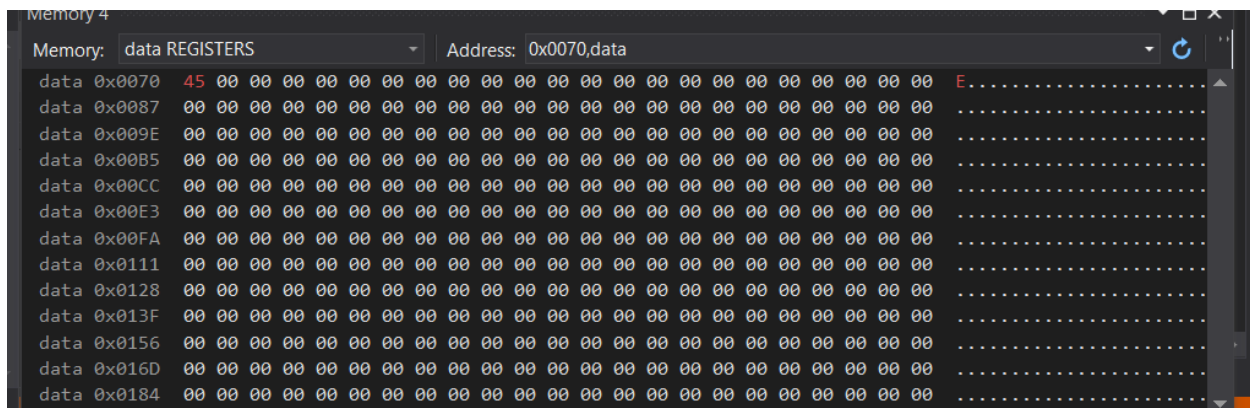 Memory 4
Memory: data REGISTERS Address: 0x0070,data
data 0x0070 45 00 00 00 00 00 00 00 00 00 00 00 00 00 00 00 00 00 00 00 00 00 00 E......................
data 0x0087 00 00 00 00 00 00 00 00 00 00 00 00 00 00 00 00 00 00 00 00 00 00 00 .......................
data 0x009E 00 00 00 00 00 00 00 00 00 00 00 00 00 00 00 00 00 00 00 00 00 00 00 .......................
data 0x00B5 00 00 00 00 00 00 00 00 00 00 00 00 00 00 00 00 00 00 00 00 00 00 00 .......................
data 0x00CC 00 00 00 00 00 00 00 00 00 00 00 00 00 00 00 00 00 00 00 00 00 00 00 .......................
data 0x00E3 00 00 00 00 00 00 00 00 00 00 00 00 00 00 00 00 00 00 00 00 00 00 00 .......................
data 0x00FA 00 00 00 00 00 00 00 00 00 00 00 00 00 00 00 00 00 00 00 00 00 00 00 .......................
data 0x0111 00 00 00 00 00 00 00 00 00 00 00 00 00 00 00 00 00 00 00 00 00 00 00 .......................
data 0x0128 00 00 00 00 00 00 00 00 00 00 00 00 00 00 00 00 00 00 00 00 00 00 00 .......................
data 0x013F 00 00 00 00 00 00 00 00 00 00 00 00 00 00 00 00 00 00 00 00 00 00 00 .......................
data 0x0156 00 00 00 00 00 00 00 00 00 00 00 00 00 00 00 00 00 00 00 00 00 00 00 .......................
data 0x016D 00 00 00 00 00 00 00 00 00 00 00 00 00 00 00 00 00 00 00 00 00 00 00 .......................
data 0x0184 00 00 00 00 00 00 00 00 00 00 00 00 00 00 00 00 00 00 00 00 00 00 00 .......................